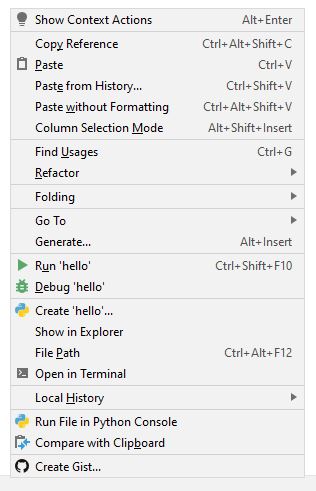 Show Context Actions Alt+Enter
Copy Reference Ctrl+Alt+Shift+C
Paste Ctrl+V
Paste from History... Ctrl+Shift+V
Paste without Formatting Ctrl+Alt+Shift+V
Column Selection Mode Alt+Shift+Insert
Find Usages Ctrl+G
Refactor
Folding
Go To
Generate... Alt+Insert
Run 'hello' Ctrl+Shift+F10
Debug 'hello'
Create 'hello'...
Show in Explorer
File Path Ctrl+Alt+F12
Open in Terminal
Local History
Run File in Python Console
Compare with Clipboard
Create Gist...